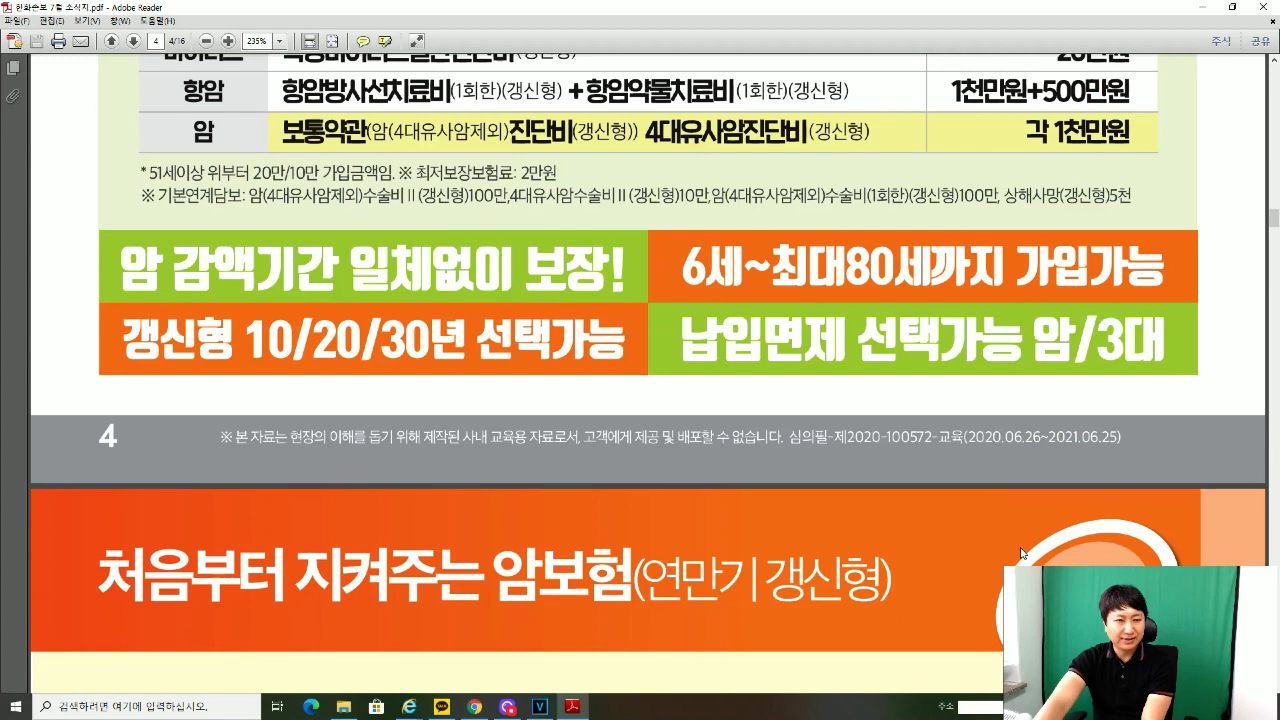 한화손보 7월 소식지.pdf - Adobe Reader
파일(F) 편집(E) 보기(V) 창(W) 도움말(H)
4 4/16 235% 주석 공유
항암 항암방사선치료비(1회한)(갱신형) + 항암약물치료비(1회한)(갱신형) 1천만원+500만원
암 보통약관(암(4대유사암제외)진단비(갱신형)) 4대유사암진단비(갱신형) 각 1천만원
* 51세이상 위부터 20만/10만 가입금액임. ※ 최저보장보험료: 2만원
※ 기본연계담보: 암(4대유사암제외)수술비Ⅱ(갱신형)100만,4대유사암수술비Ⅱ(갱신형)10만,암(4대유사암제외)수술비(1회한)(갱신형)100만, 상해사망(갱신형)5천
암 감액기간 일체없이 보장!
6세~최대80세까지 가입가능
갱신형 10/20/30년 선택가능
납입면제 선택가능 암/3대
4 ※ 본 자료는 현장의 이해를 돕기 위해 제작된 사내 교육용 자료로서, 고객에게 제공 및 배포할 수 없습니다. 심의필-제2020-100572-교육(2020.06.26~2021.06.25)
처음부터 지켜주는 암보험(연만기 갱신형)
검색하려면 여기에 입력하십시오.
주소